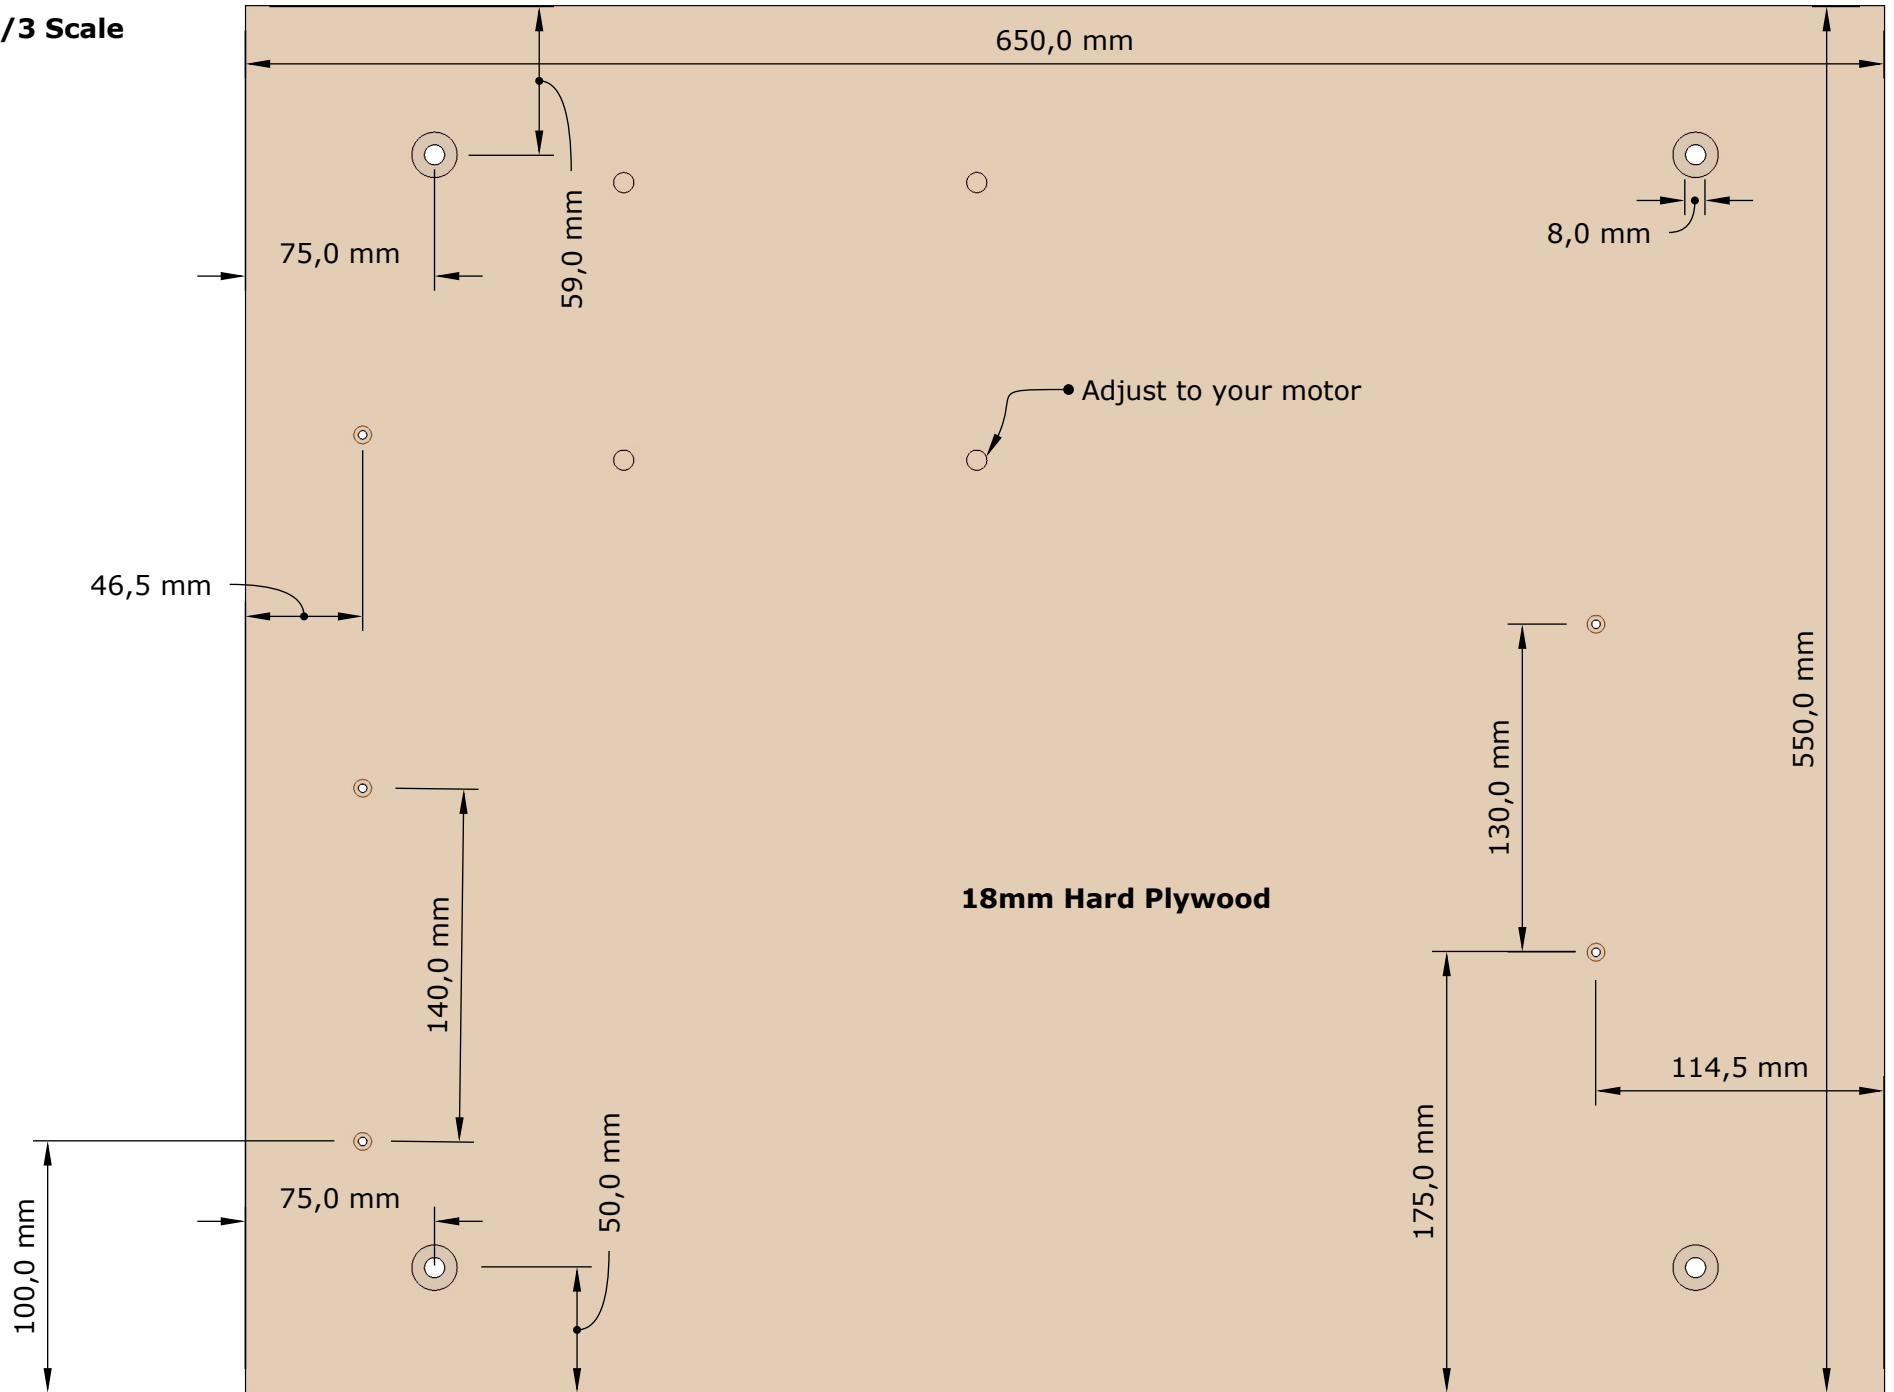 /3 Scale
650,0 mm
75,0 mm
59,0 mm
8,0 mm
Adjust to your motor
46,5 mm
550,0 mm
130,0 mm
18mm Hard Plywood
140,0 mm
114,5 mm
50,0 mm
175,0 mm
75,0 mm
100,0 mm